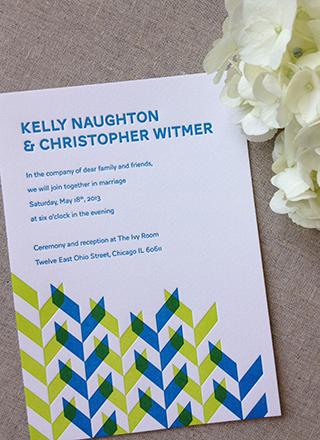 KELLY NAUGHTON
& CHRISTOPHER WITMER
In the company of dear family and friends,
we will join together in marriage
Saturday, May 18th, 2013
at six o'clock in the evening
Ceremony and reception at The Ivy Room
Twelve East Ohio Street, Chicago IL 60611